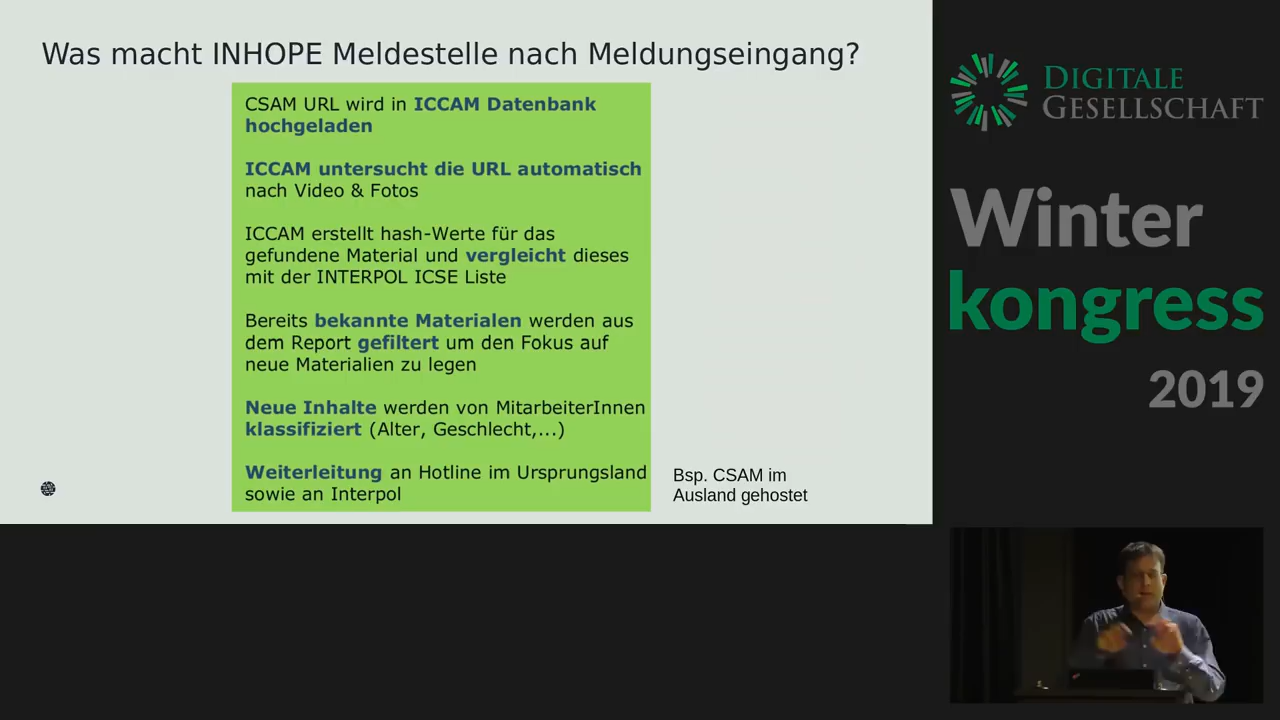 Was macht INHOPE Meldestelle nach Meldungseingang?
CSAM URL wird in ICCAM Datenbank
hochgeladen
ICCAM untersucht die URL automatisch
nach Video & Fotos
ICCAM erstellt hash-Werte für das
gefundene Material und vergleicht dieses
mit der INTERPOL ICSE Liste
Bereits bekannte Materialen werden aus
dem Report gefiltert um den Fokus auf
neue Materialien zu legen
Neue Inhalte werden von MitarbeiterInnen
klassifiziert (Alter, Geschlecht,...)
Weiterleitung an Hotline im Ursprungsland
sowie an Interpol
Bsp. CSAM im
Ausland gehostet
DIGITALE
GESELLSCHAFT
Winter
kongress
2019